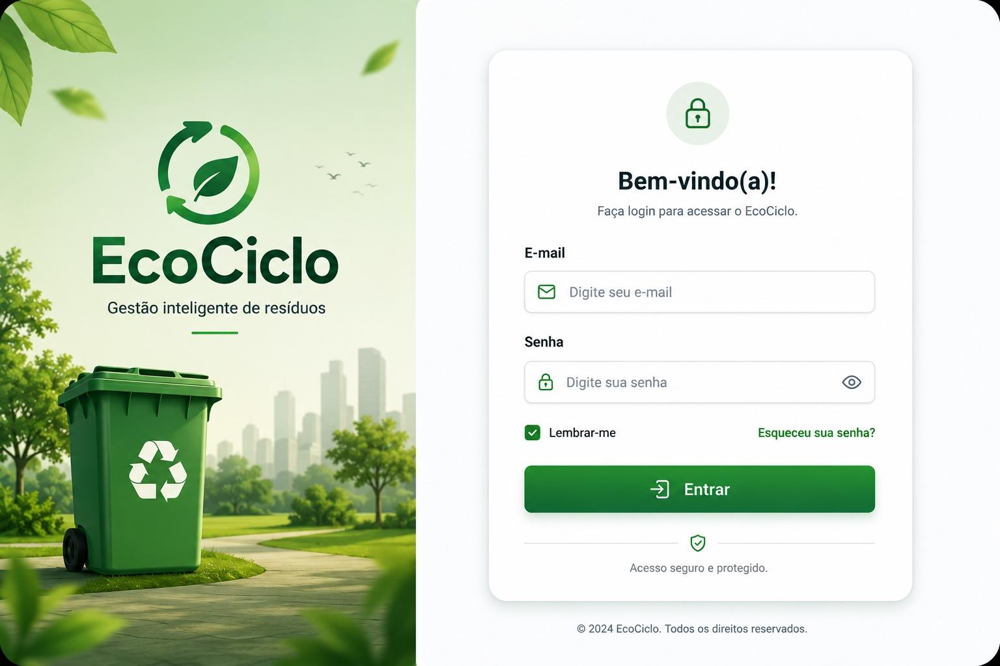 EcoCiclo
Gestão inteligente de resíduos
Bem-vindo(a)!
Faça login para acessar o EcoCiclo.
E-mail
Digite seu e-mail
Senha
Digite sua senha
Lembrar-me
Esqueceu sua senha?
Entrar
Acesso seguro e protegido.
© 2024 EcoCiclo. Todos os direitos reservados.